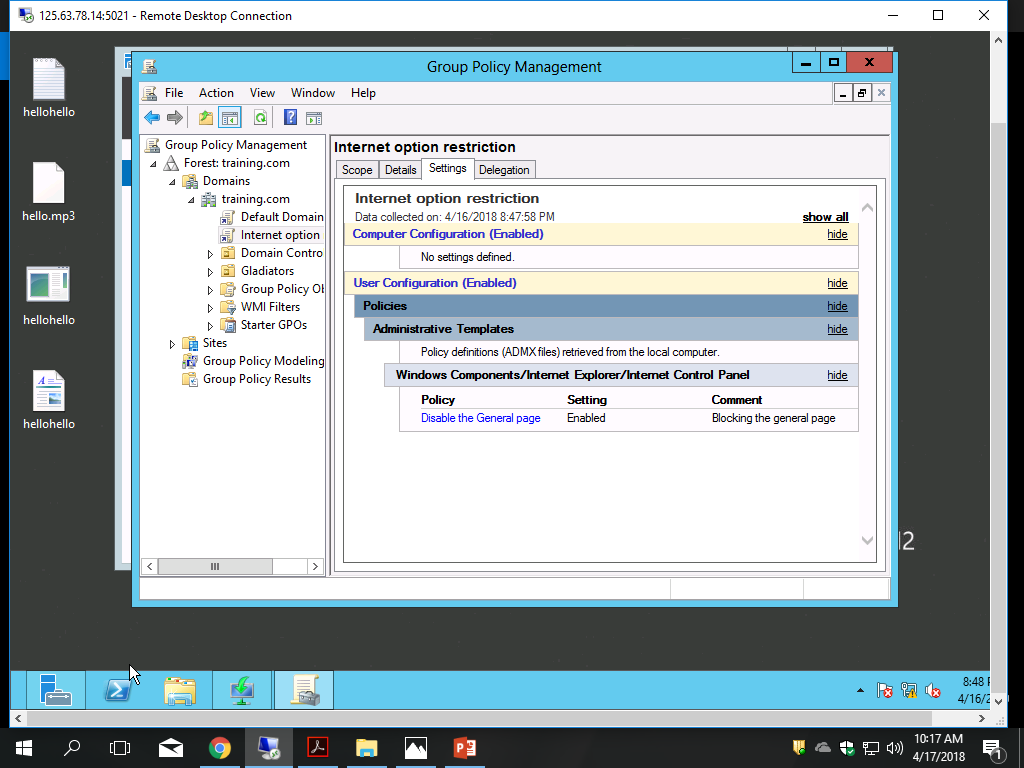 125.63.78.14:5021 - Remote Desktop Connection
hellohello
hello.mp3
hellohello
hellohello
Group Policy Management
File Action View Window Help
Group Policy Management
Forest: training.com
Domains
training.com
Default Domain
Internet option
Domain Contro
Gladiators
Group Policy Ob
WMI Filters
Starter GPOs
Sites
Group Policy Modeling
Group Policy Results
Internet option restriction
Scope Details Settings Delegation
Internet option restriction
Data collected on: 4/16/2018 8:47:58 PM show all
Computer Configuration (Enabled) hide
No settings defined.
User Configuration (Enabled) hide
Policies hide
Administrative Templates hide
Policy definitions (ADMX files) retrieved from the local computer.
Windows Components/Internet Explorer/Internet Control Panel hide
Policy Setting Comment
Disable the General page Enabled Blocking the general page
8:48
4/16/2
10:17 AM
4/17/2018
1